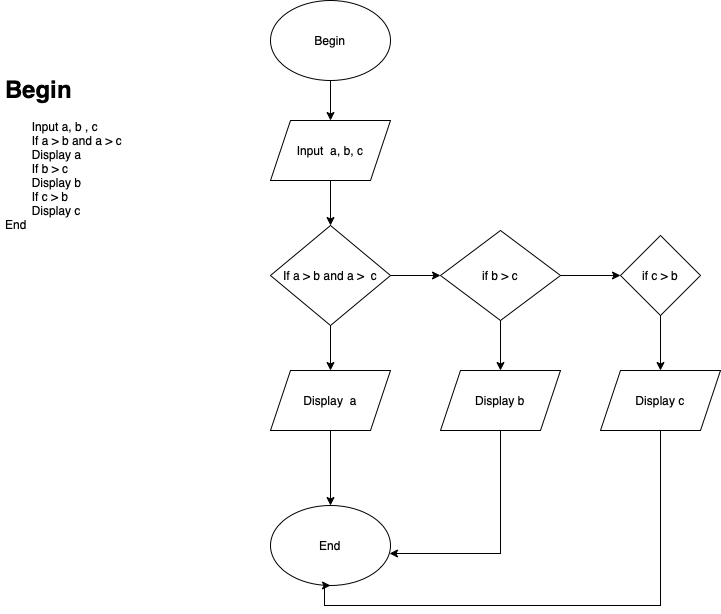 Begin
Input a, b , c
If a > b and a > c
Display a
If b > c
Display b
If c > b
Display c
End
Begin
Input  a, b, c
If a > b and a >  c
if b > c
if c > b
Display  a
Display b
Display c
End